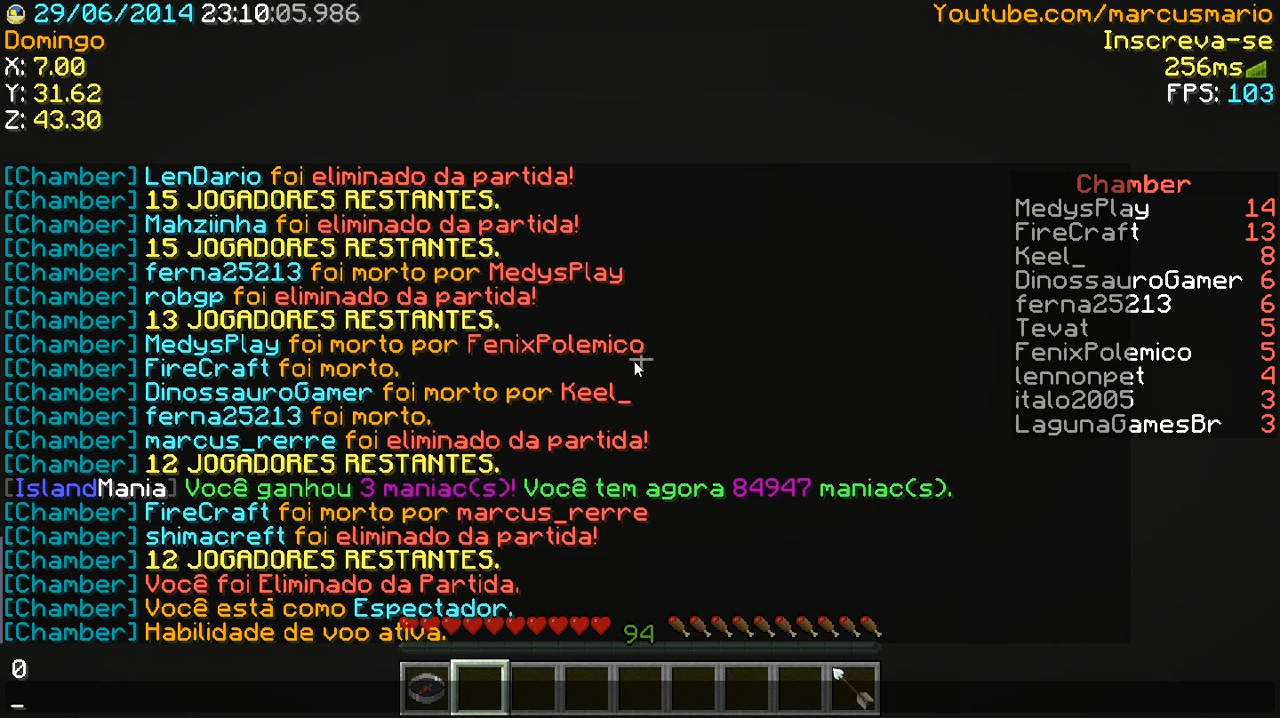 29/06/2014 23:10:05.986
Domingo
X: 7.00
Y: 31.62
Z: 43.30
Youtube.com/marcusmario
Inscreva-se
256ms
FPS: 103
[Chamber] LenDario foi eliminado da partida!
[Chamber] 15 JOGADORES RESTANTES.
[Chamber] Mahziinha foi eliminado da partida!
[Chamber] 15 JOGADORES RESTANTES.
[Chamber] ferna25213 foi morto por MedysPlay
[Chamber] robgp foi eliminado da partida!
[Chamber] 13 JOGADORES RESTANTES.
[Chamber] MedysPlay foi morto por FenixPolemico
[Chamber] FireCraft foi morto.
[Chamber] DinossauroGamer foi morto por Keel_
[Chamber] ferna25213 foi morto.
[Chamber] marcus_rerre foi eliminado da partida!
[Chamber] 12 JOGADORES RESTANTES.
[IslandMania] Você ganhou 3 maniac(s)! Você tem agora 84947 maniac(s).
[Chamber] FireCraft foi morto por marcus_rerre
[Chamber] shimacreft foi eliminado da partida!
[Chamber] 12 JOGADORES RESTANTES.
[Chamber] Você foi Eliminado da Partida.
[Chamber] Você está como Espectador.
[Chamber] Habilidade de voo ativa.
Chamber
MedysPlay 14
FireCraft 13
Keel_ 8
DinossauroGamer 6
ferna25213 6
Tevat 5
FenixPolemico 5
lennonpet 4
italo2005 3
LagunaGamesBr 3
94
0
_